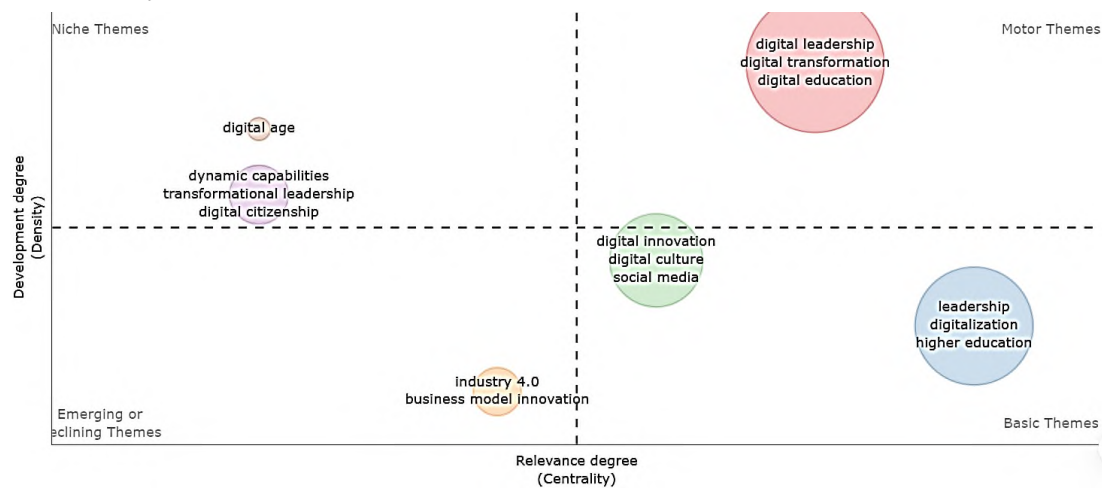 Niche Themes
Motor Themes
digital leadership
digital transformation
digital education
digital age
dynamic capabilities
transformational leadership
digital citizenship
Development degree
(Density)
digital innovation
digital culture
social media
leadership
digitalization
higher education
industry 4.0
business model innovation
Emerging or
eclining Themes
Basic Themes
Relevance degree
(Centrality)